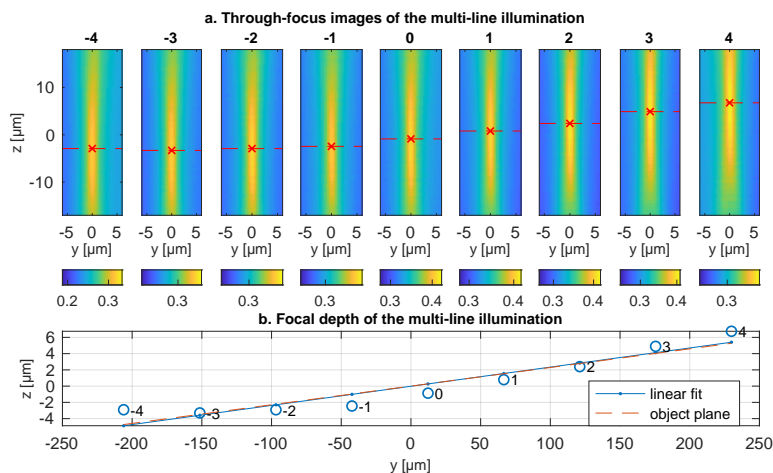 a. Through-focus images of the multi-line illumination
-4 -3 -2 -1 0 1 2 3 4
10
0
-10
z [µm]
-5 0 5 -5 0 5 -5 0 5 -5 0 5 -5 0 5 -5 0 5 -5 0 5 -5 0 5 -5 0 5
y [µm] y [µm] y [µm] y [µm] y [µm] y [µm] y [µm] y [µm] y [µm]
0.2 0.3 0.3 0.3 0.3 0.3 0.4 0.3 0.4 0.3 0.4 0.3 0.4 0.3
b. Focal depth of the multi-line illumination
6
4
2
0
-2
-4
z [µm]
-4 -3 -2 -1 0 1 2 3 4
linear fit
object plane
-250 -200 -150 -100 -50 0 50 100 150 200 250
y [µm]